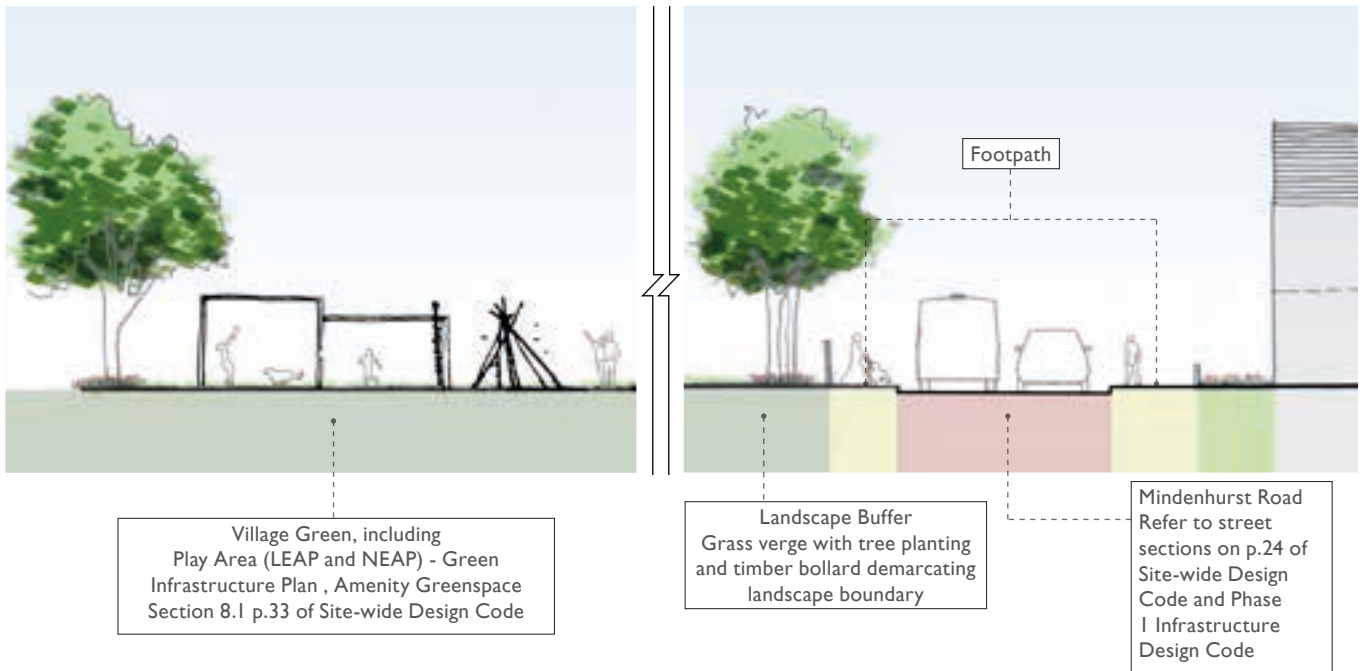 Footpath
Village Green, including
Play Area (LEAP and NEAP) - Green
Infrastructure Plan , Amenity Greenspace
Section 8.1 p.33 of Site-wide Design Code
Landscape Buffer
Grass verge with tree planting
and timber bollard demarcating
landscape boundary
Mindenhurst Road
Refer to street
sections on p.24 of
Site-wide Design
Code and Phase
1 Infrastructure
Design Code